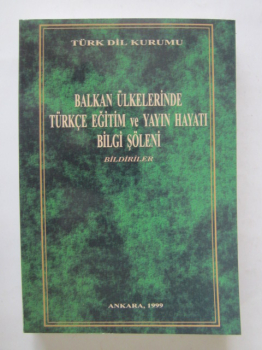 TÜRK DİL KURUMU
BALKAN ÜLKELERİNDE
TÜRKÇE EĞİTİM ve YAYIN HAYATI
BİLGİ ŞÖLENİ
BİLDİRİLER
ANKARA, 1999